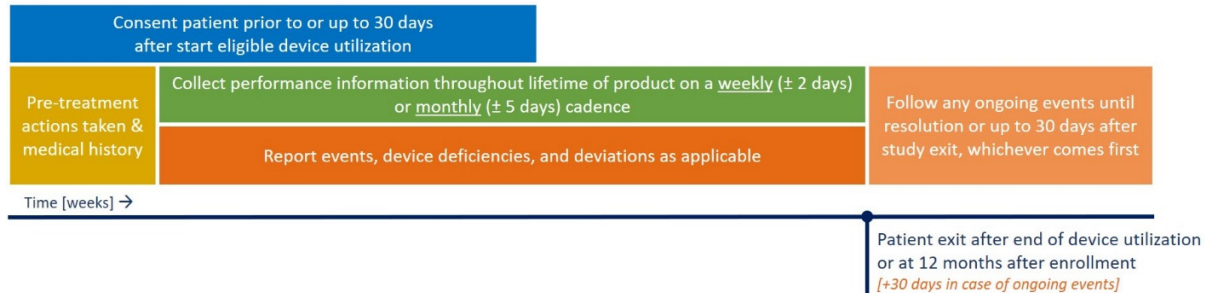 Consent patient prior to or up to 30 days
after start eligible device utilization
Pre-treatment
actions taken &
medical history
Collect performance information throughout lifetime of product on a weekly (± 2 days)
or monthly (± 5 days) cadence
Report events, device deficiencies, and deviations as applicable
Follow any ongoing events until
resolution or up to 30 days after
study exit, whichever comes first
Time [weeks] →
Patient exit after end of device utilization
or at 12 months after enrollment
[+30 days in case of ongoing events]